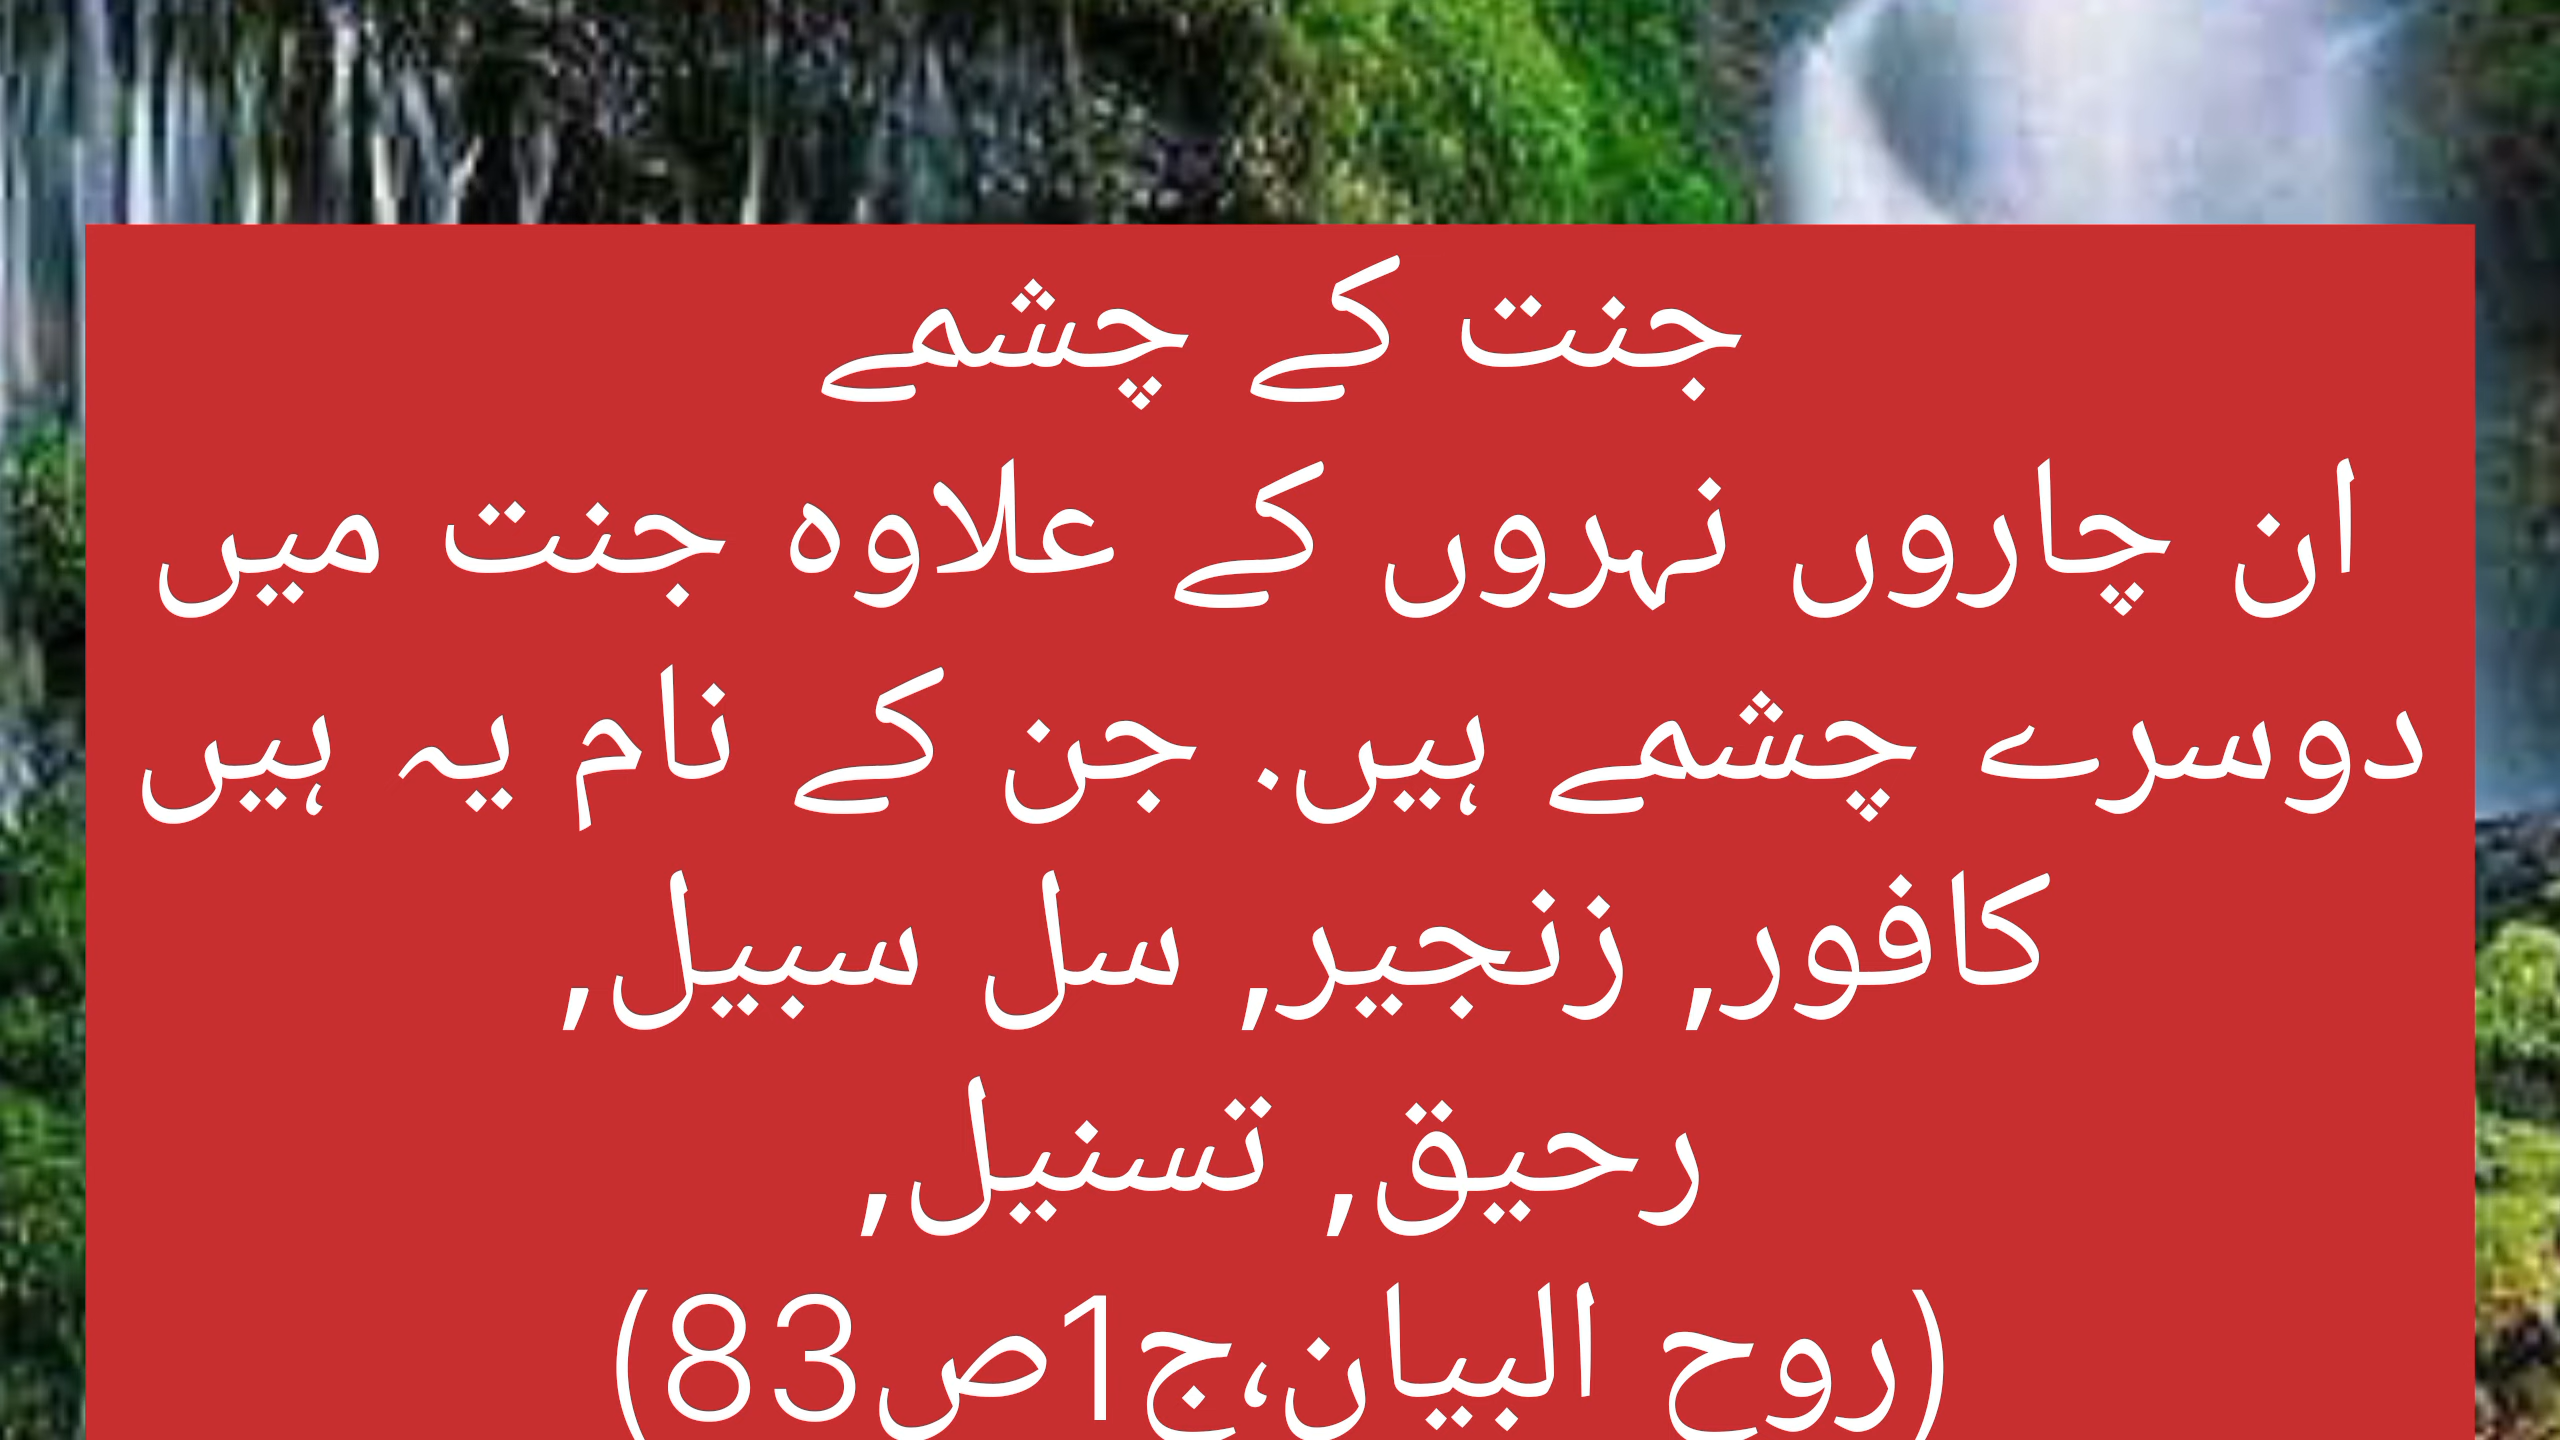 جنت کے چشمے
ان چاروں نہروں کے علاوہ جنت میں
دوسرے چشمے ہیں. جن کے نام یہ ہیں
کافور, زنجیر, سل سبیل,
رحیق, تسنیل,
(روح البیان،ج1ص83)